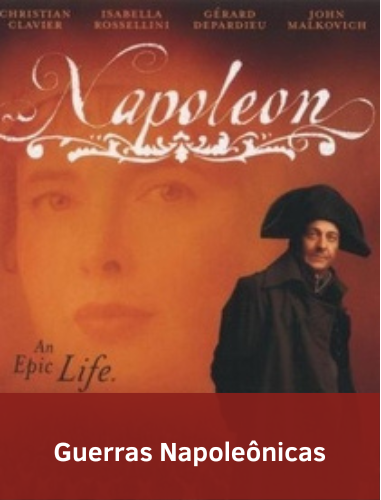 CHRISTIAN ISABELLA GÉRARD JOHN
CLAVIER ROSSELLINI DEPARDIEU MALKOVICH
Napoleon
An
Epic Life.
Guerras Napoleônicas